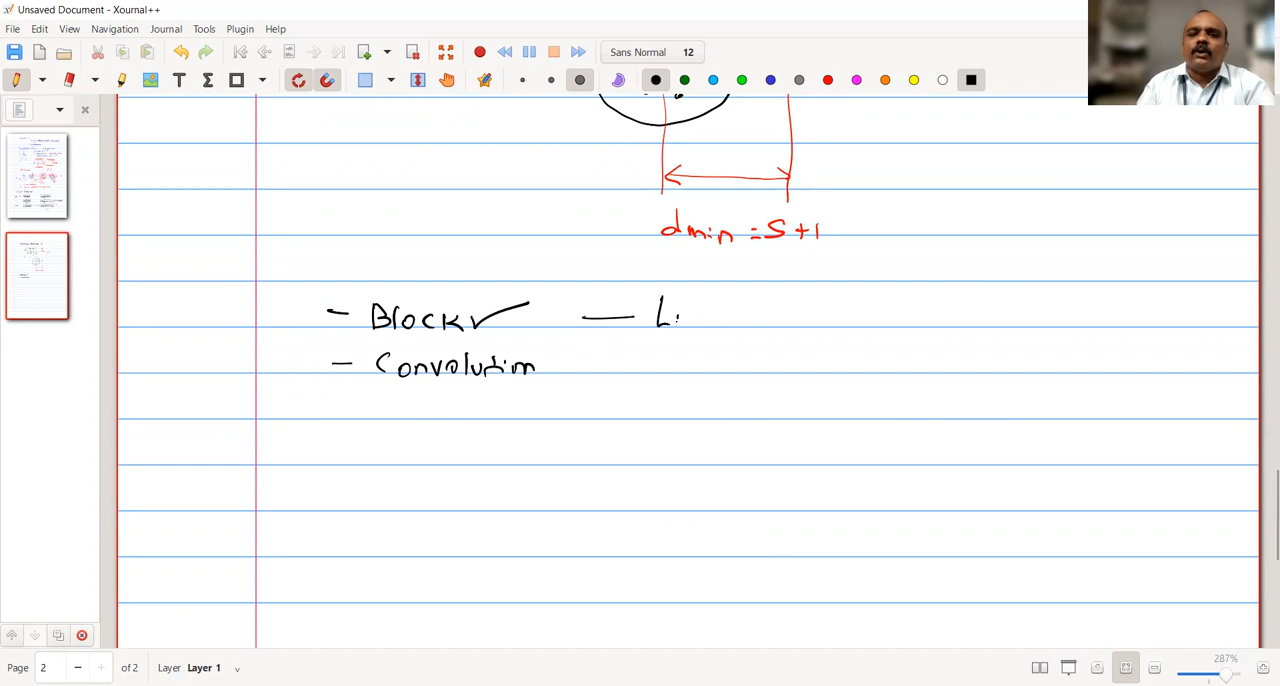 Unsaved Document - Xournal++
File Edit View Navigation Journal Tools Plugin Help
Sans Normal 12
dmin = S + 1
- Block ✓ — Li
- Convolution
Page 2 of 2 Layer Layer 1 287%